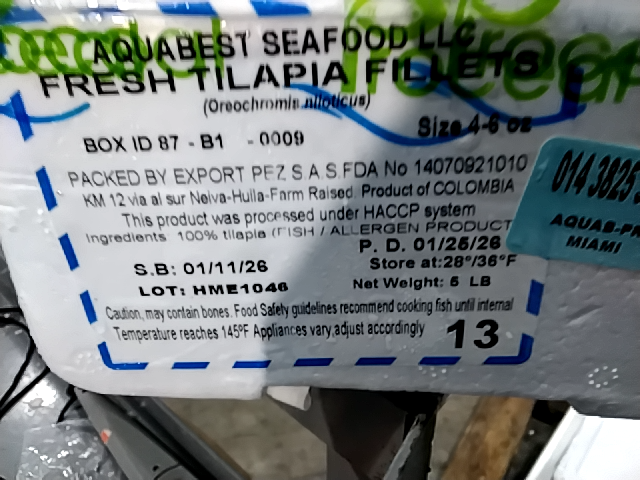 AQUABEST SEAFOOD LLC
FRESH TILAPIA FILLETS
(Oreochromis niloticus)
Size 4-6 oz
BOX ID 87 - B1 - 0009
PACKED BY EXPORT PEZ S.A.S.FDA No 14070921010
KM 12 via al sur Neiva-Huila-Farm Raised. Product of COLOMBIA
This product was processed under HACCP system
Ingredients: 100% tilapia (FISH / ALLERGEN PRODUCT
P. D. 01/25/26
S.B: 01/11/26
Store at:28°/36°F
LOT: HME1046
Net Weight: 5 LB
Caution, may contain bones. Food Safety guidelines recommend cooking fish until internal
Temperature reaches 145ºF Appliances vary,adjust accordingly
13
014 3825
AQUAS-PR
MIAMI